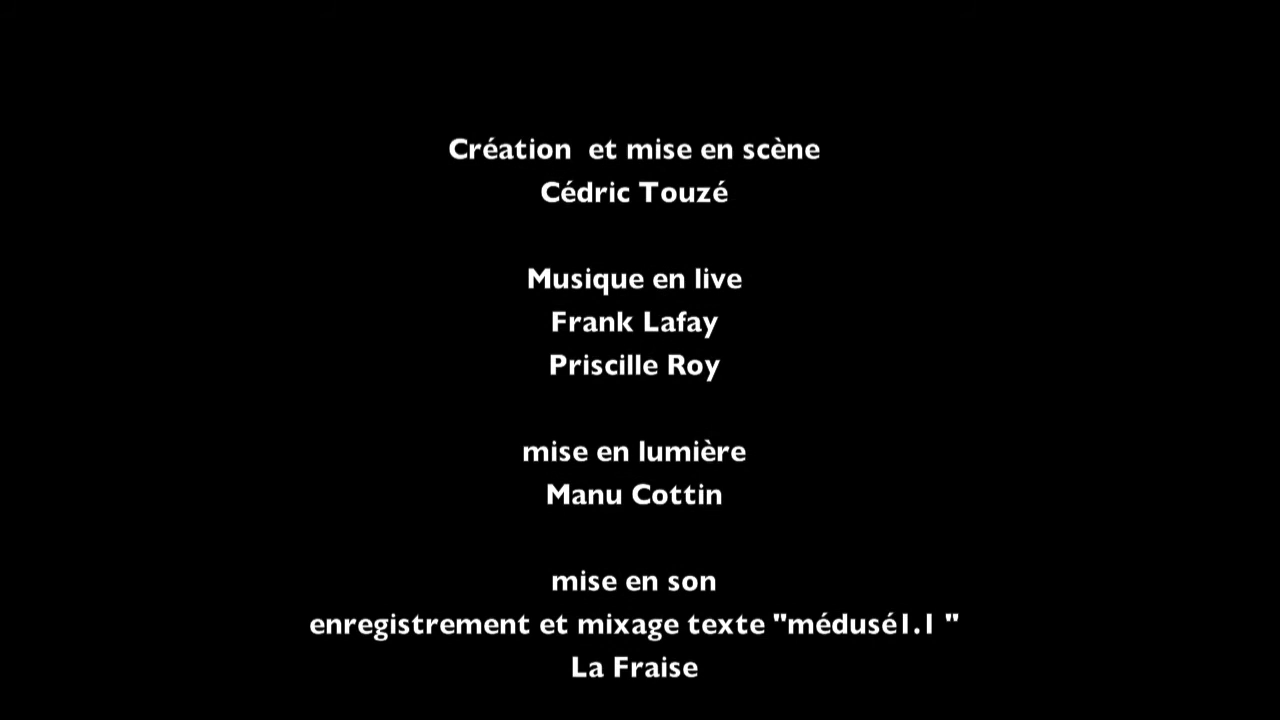 Création  et mise en scène
Cédric Touzé
Musique en live
Frank Lafay
Priscille Roy
mise en lumière
Manu Cottin
mise en son
enregistrement et mixage texte "médusé1.1 "
La Fraise